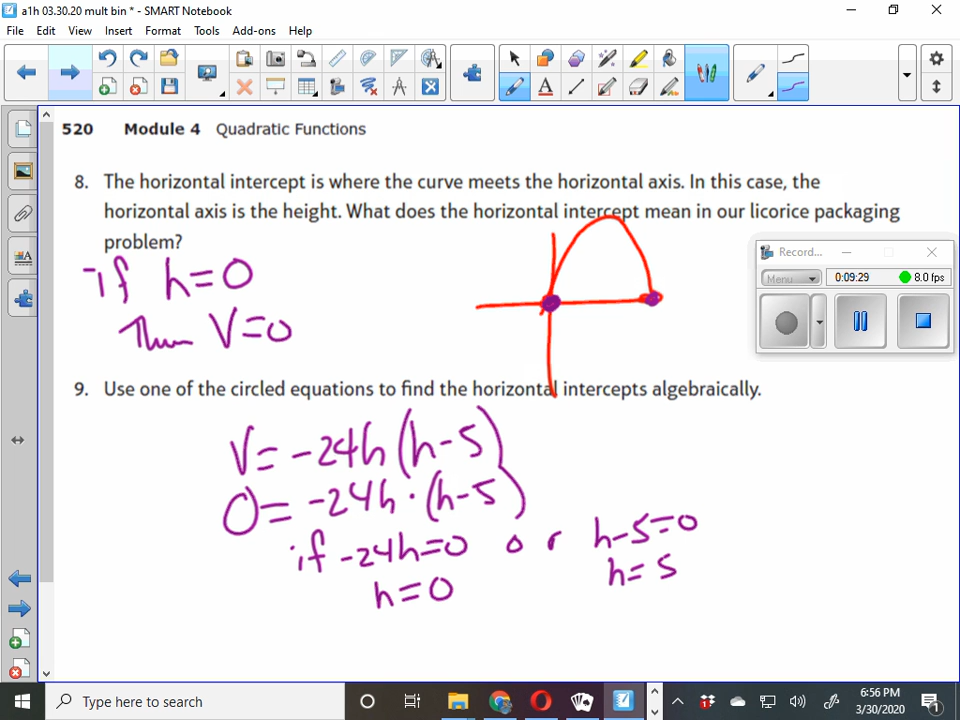 a1h 03.30.20 mult bin * - SMART Notebook
File Edit View Insert Format Tools Add-ons Help
520 Module 4 Quadratic Functions
8. The horizontal intercept is where the curve meets the horizontal axis. In this case, the
horizontal axis is the height. What does the horizontal intercept mean in our licorice packaging
problem?
if h=0
Then V=0
Record...
Menu
0:09:29
8.0 fps
9. Use one of the circled equations to find the horizontal intercepts algebraically.
V= -24h(h-5)
0= -24h·(h-5)
if -24h=0 or h-5=0
h=0 h=5
Type here to search
6:56 PM
3/30/2020
1